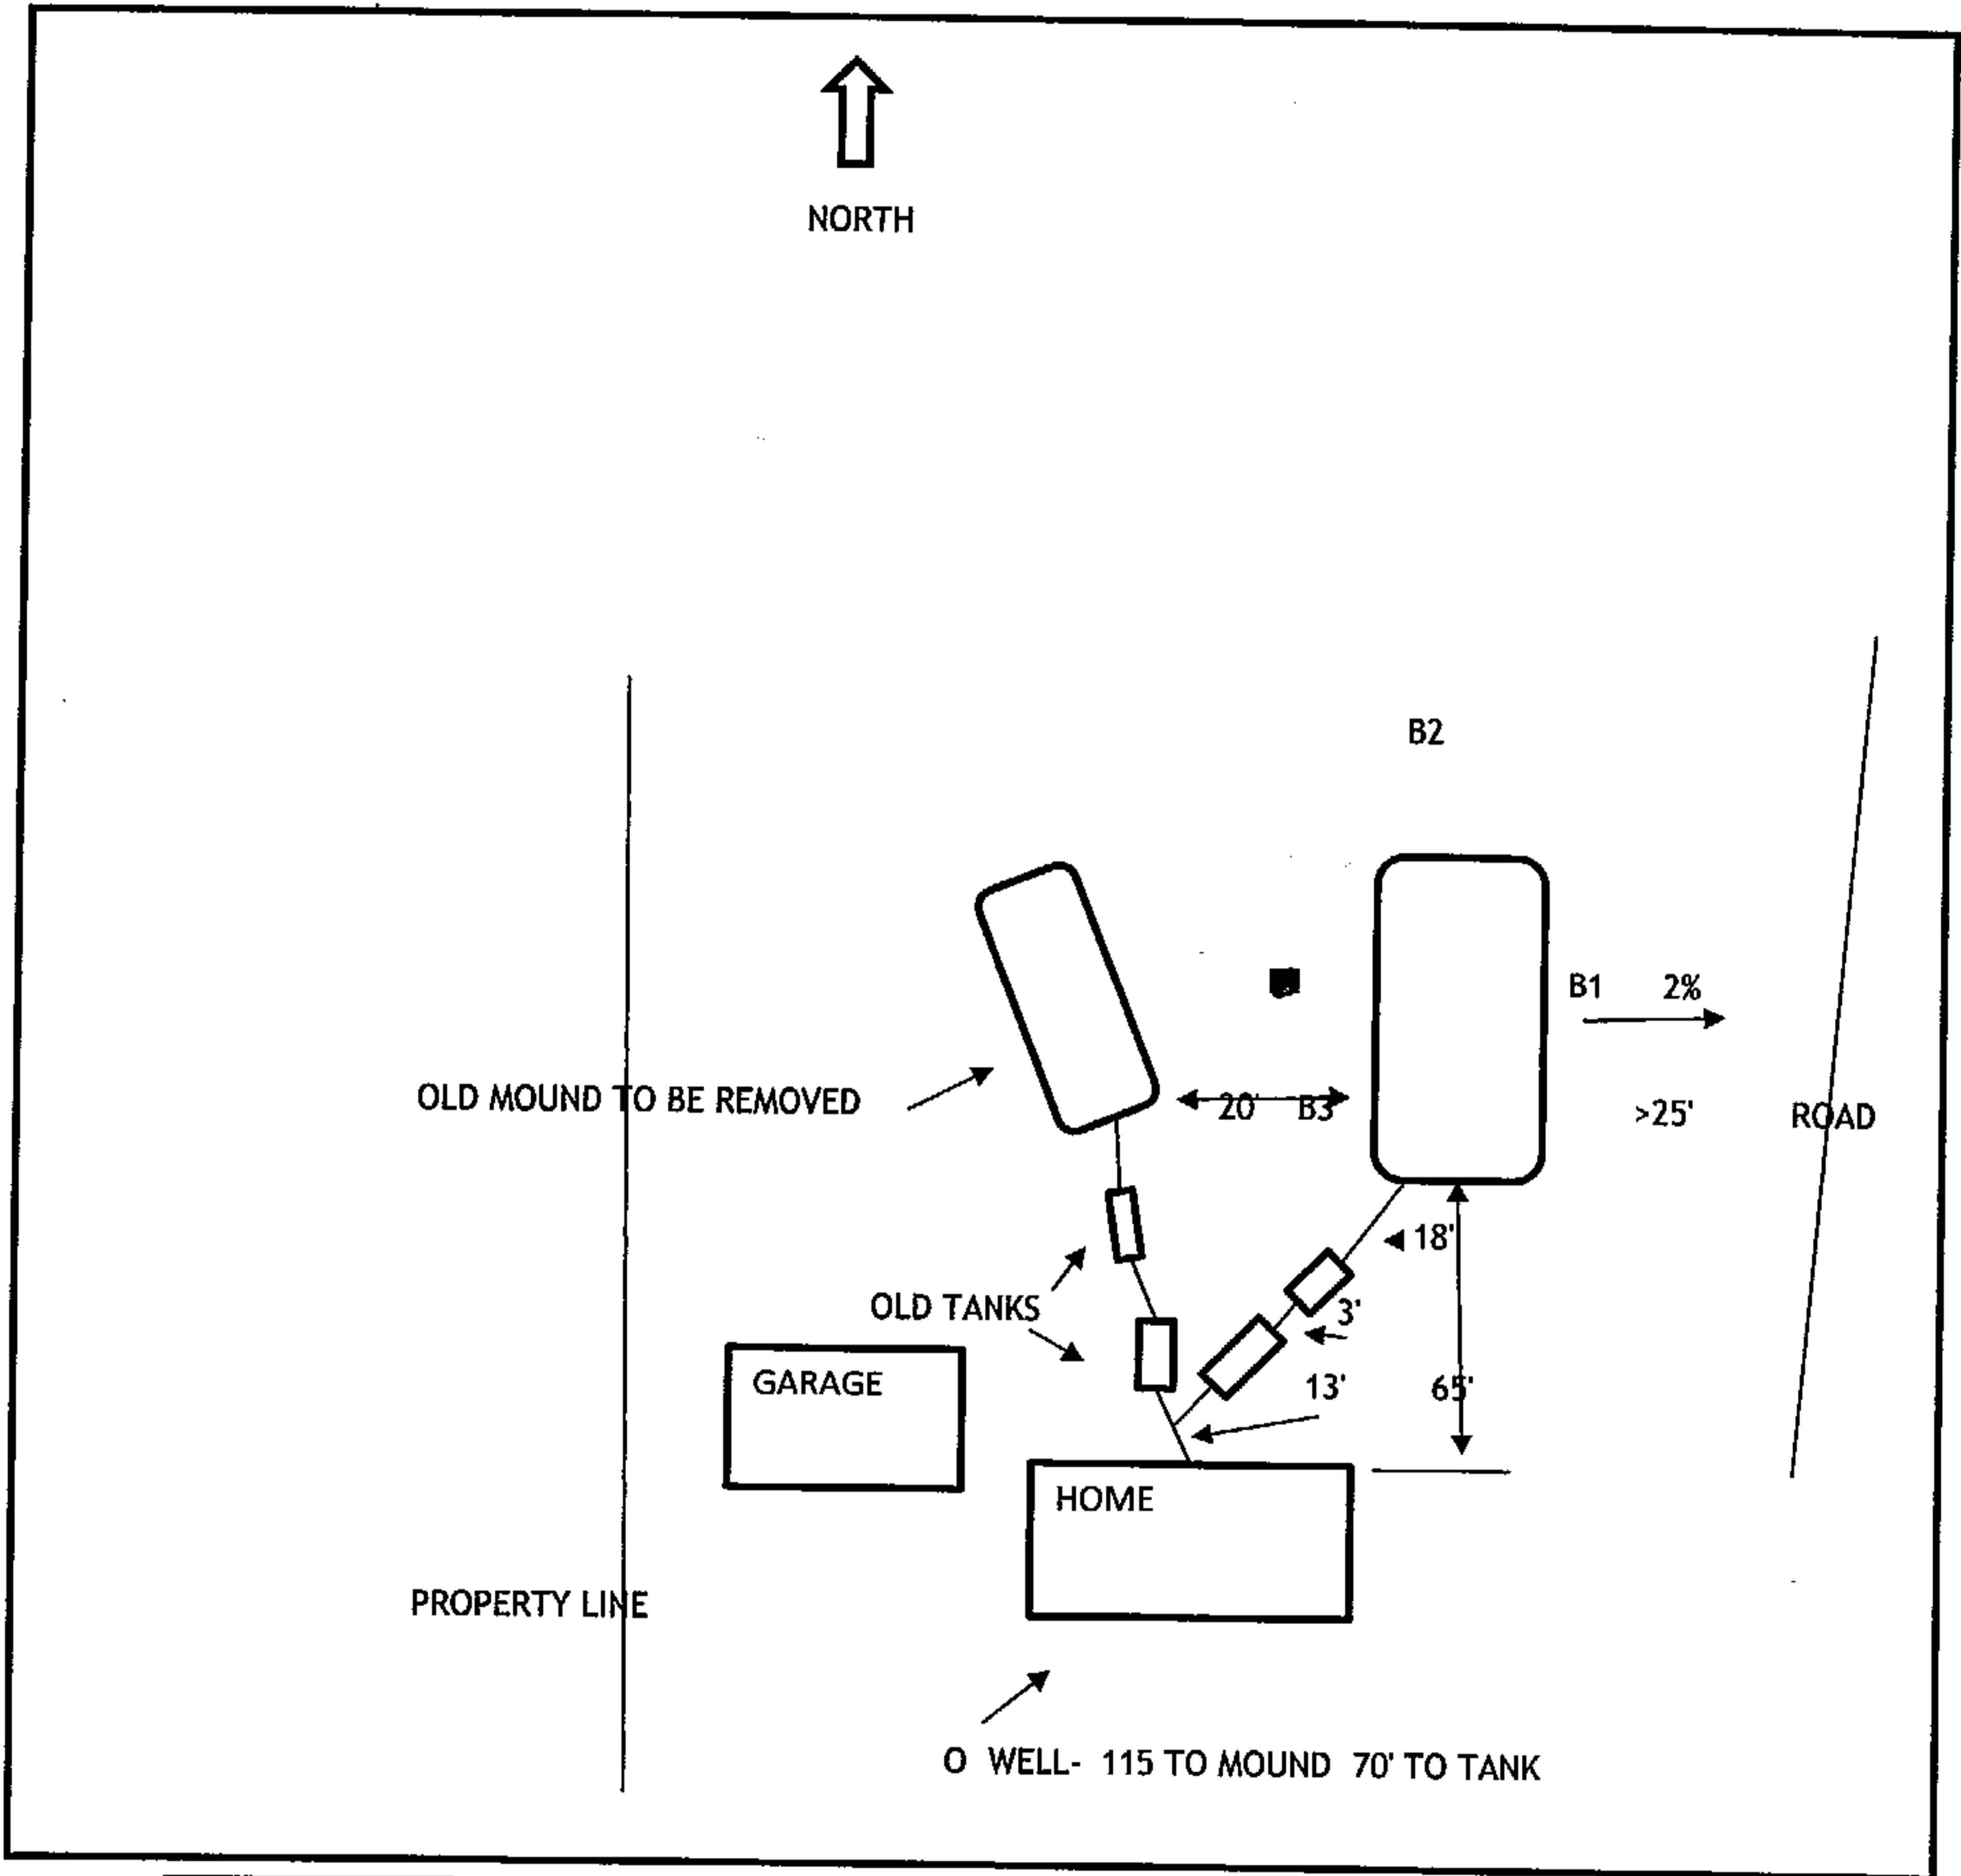 NORTH
B2
B1 2%
OLD MOUND TO BE REMOVED
20' B3
>25'
ROAD
18'
OLD TANKS
3'
GARAGE
13'
65'
HOME
PROPERTY LINE
O WELL- 115 TO MOUND 70' TO TANK